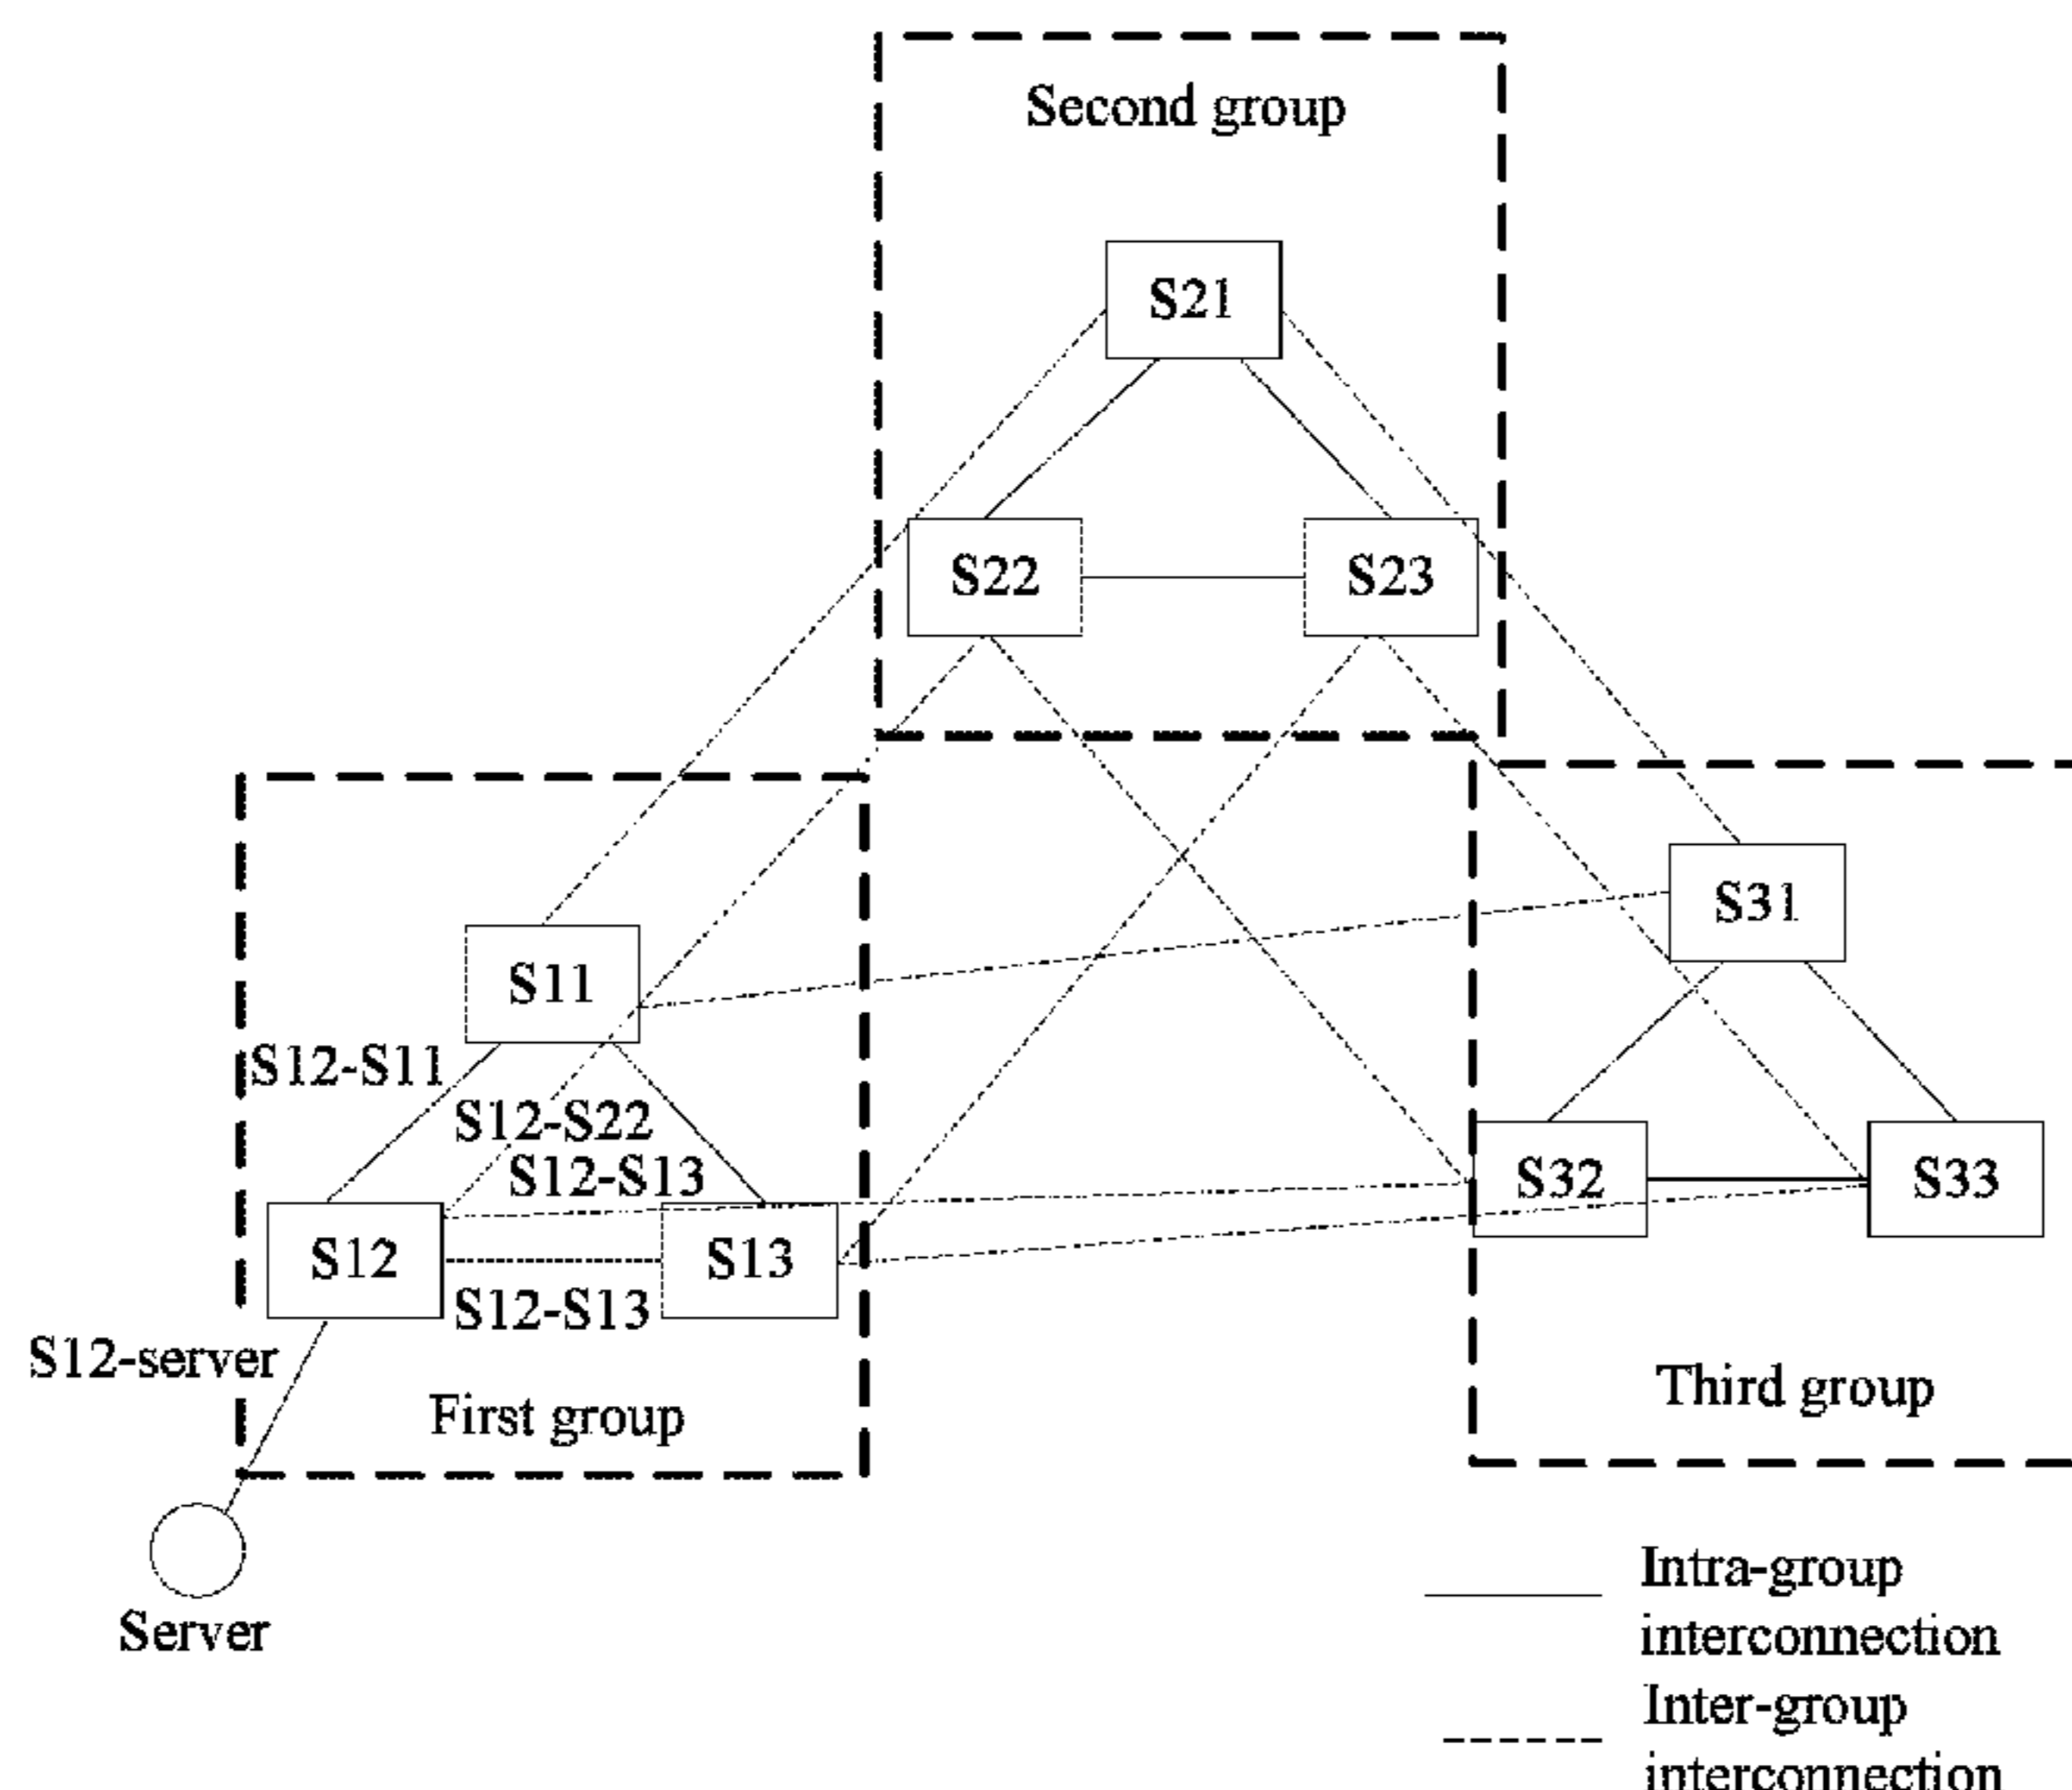 Second group
S21
S22
S23
S31
S11
S12-S11
S12-S22
S12-S13
S32
S33
S12
S13
S12-S13
S12-server
Third group
First group
Server
Intra-group
interconnection
Inter-group
interconnection